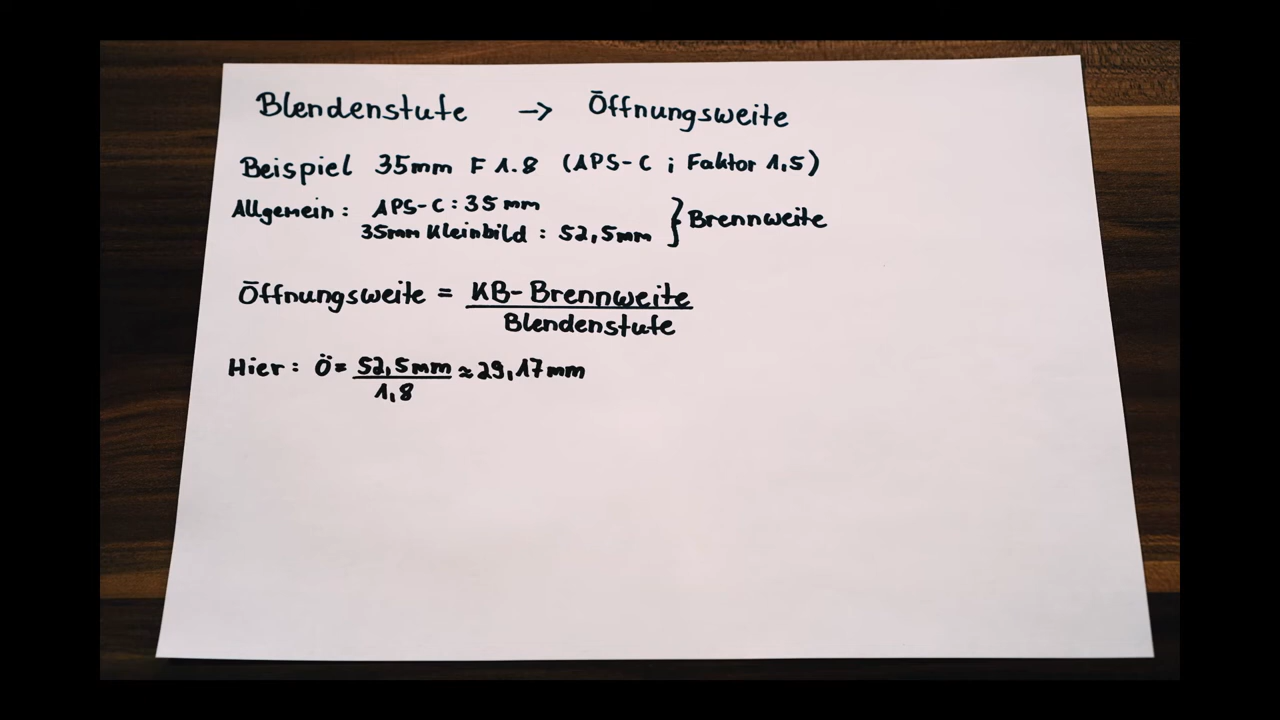 Blendenstufe → Öffnungsweite
Beispiel 35mm F 1.8 (APS-C ; Faktor 1,5)
Allgemein : APS-C : 35 mm
35mm Kleinbild : 52,5mm } Brennweite
Öffnungsweite = KB-Brennweite
Blendenstufe
Hier : Ö = 52,5mm ≈ 29,17mm
1,8